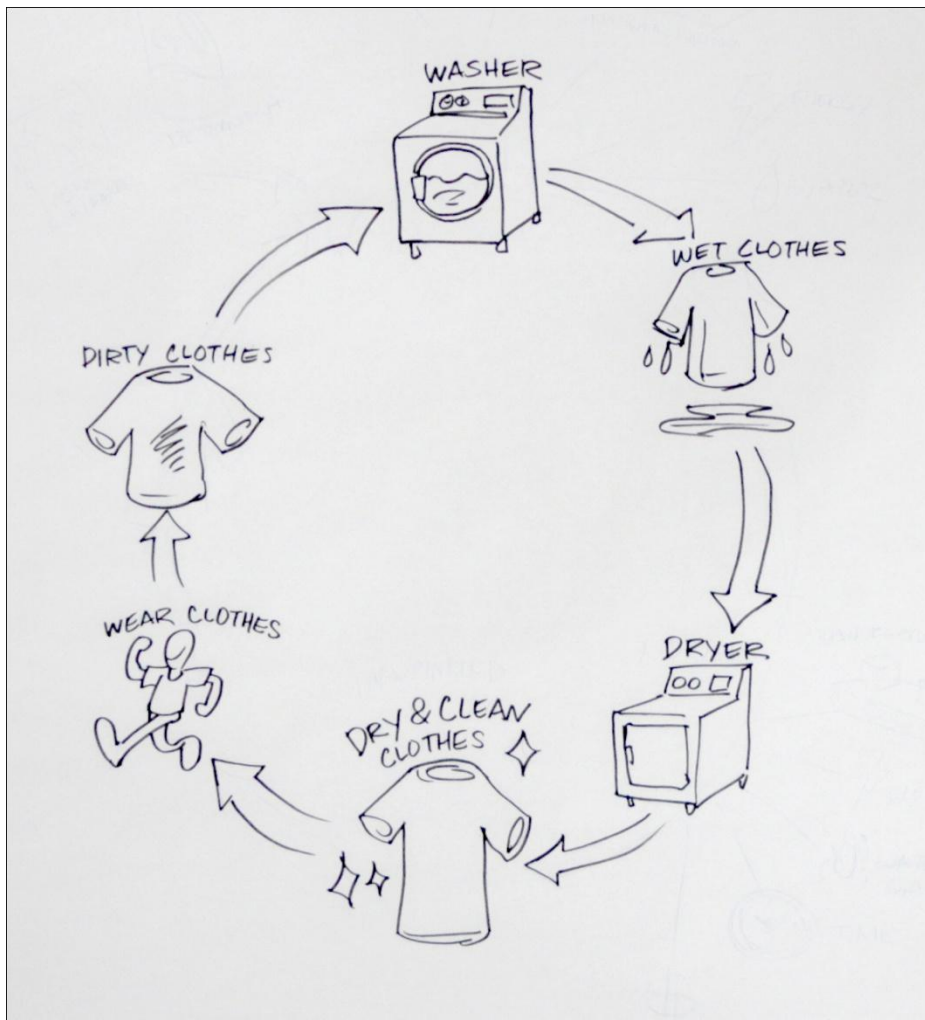 WASHER
WET CLOTHES
DRYER
DRY & CLEAN
CLOTHES
WEAR CLOTHES
DIRTY CLOTHES